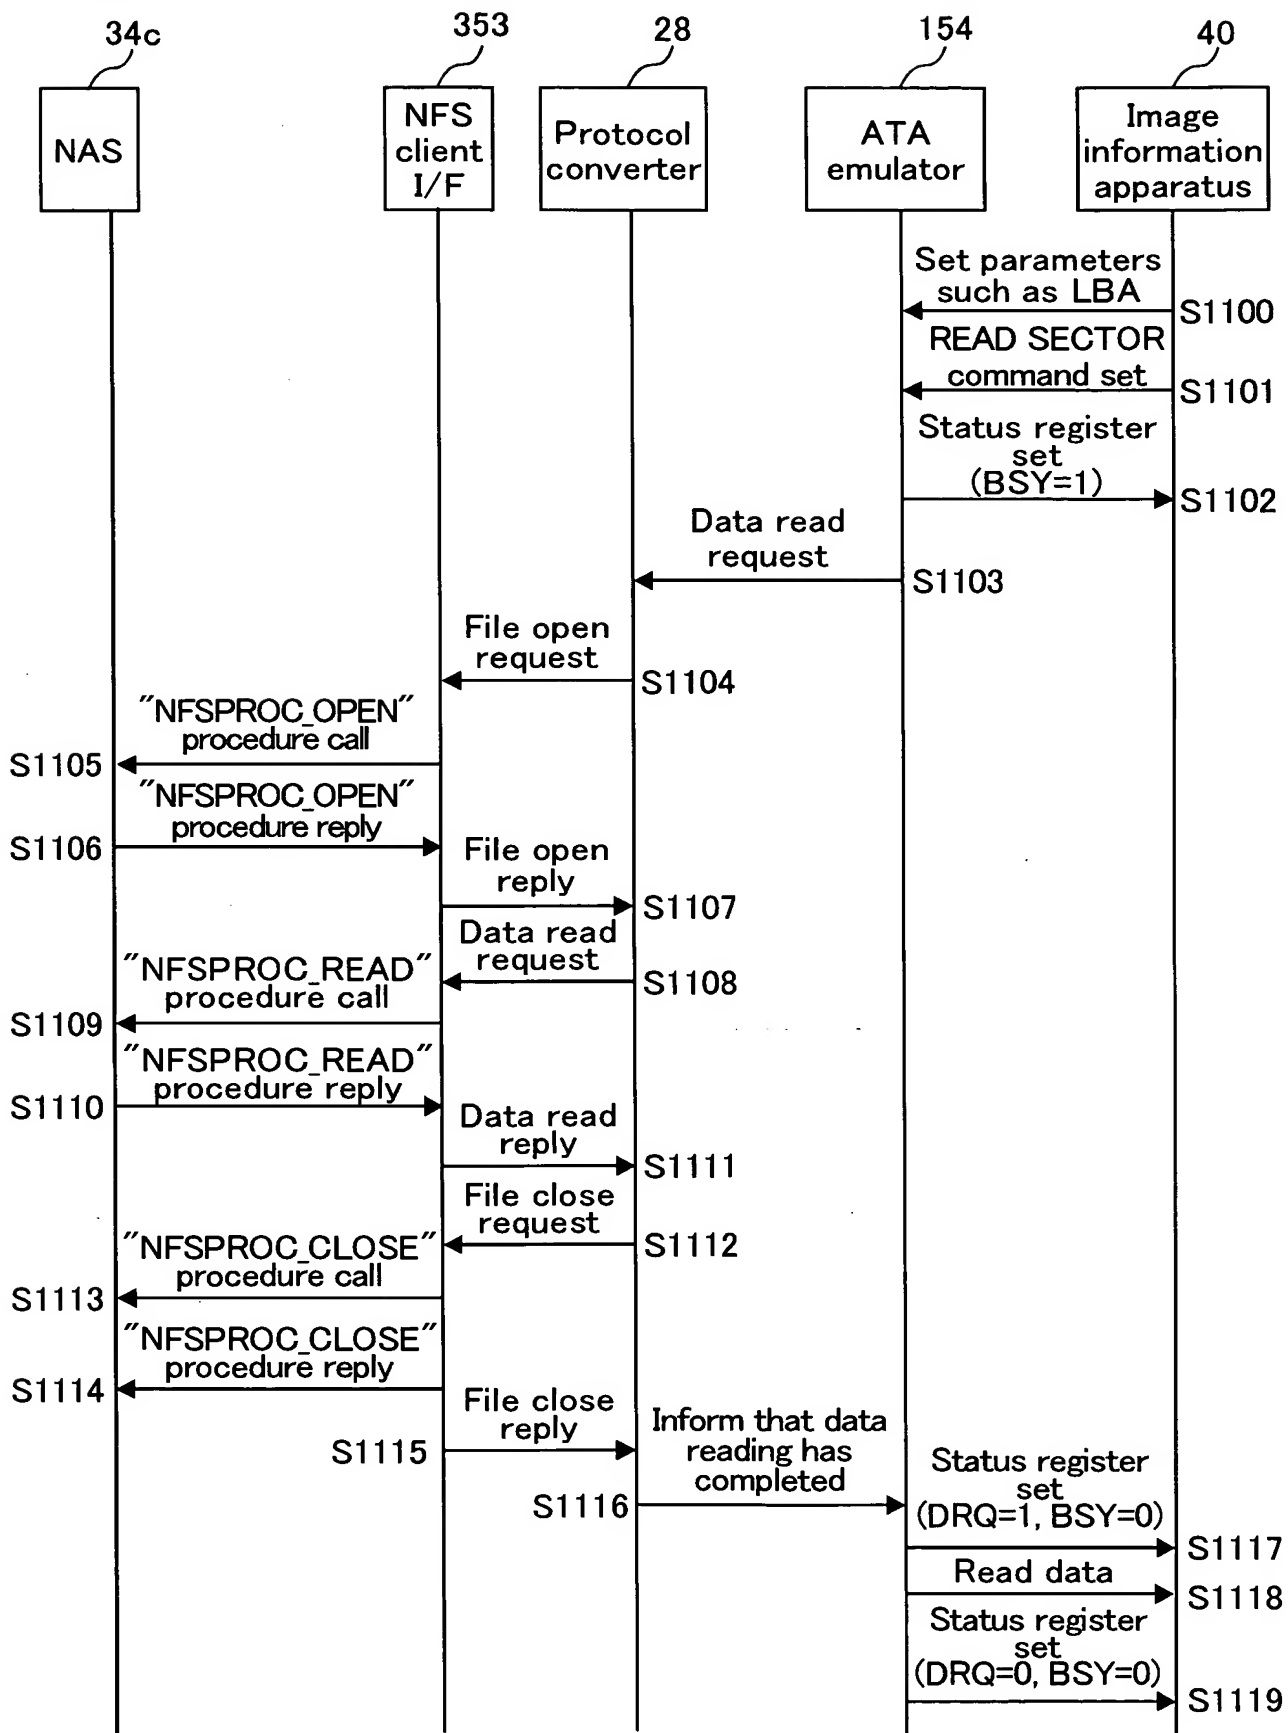 34c
353
28
154
40
NAS
NFS
client
I/F
Protocol
converter
ATA
emulator
Image
information
apparatus
Set parameters
such as LBA
S1100
READ SECTOR
command set
S1101
Status register
set
(BSY=1)
S1102
Data read
request
S1103
File open
request
S1104
"NFSPROC_OPEN"
procedure call
S1105
"NFSPROC_OPEN"
procedure reply
S1106
File open
reply
S1107
Data read
request
S1108
"NFSPROC_READ"
procedure call
S1109
"NFSPROC_READ"
procedure reply
S1110
Data read
reply
S1111
File close
request
S1112
"NFSPROC_CLOSE"
procedure call
S1113
"NFSPROC_CLOSE"
procedure reply
S1114
File close
reply
S1115
Inform that data
reading has
completed
S1116
Status register
set
(DRQ=1, BSY=0)
S1117
Read data
S1118
Status register
set
(DRQ=0, BSY=0)
S1119